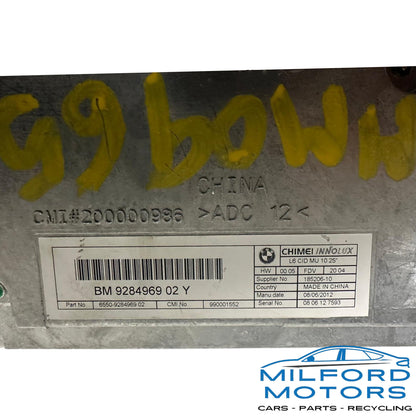 CHINA
CMI#200000986 >ADC 12<
CHIMEI INNOLUX
L6 CID MU 10 25"
HW 00 05 FDV 20 04
Supplier No 185206-10
Country MADE IN CHINA
Manu date 08/06/2012
Serial No 08 06 12 7593
BM 9284969 02 Y
Part No 6550-9284969 02 CMI No 990001552
MILFORD
MOTORS
CARS - PARTS - RECYCLING